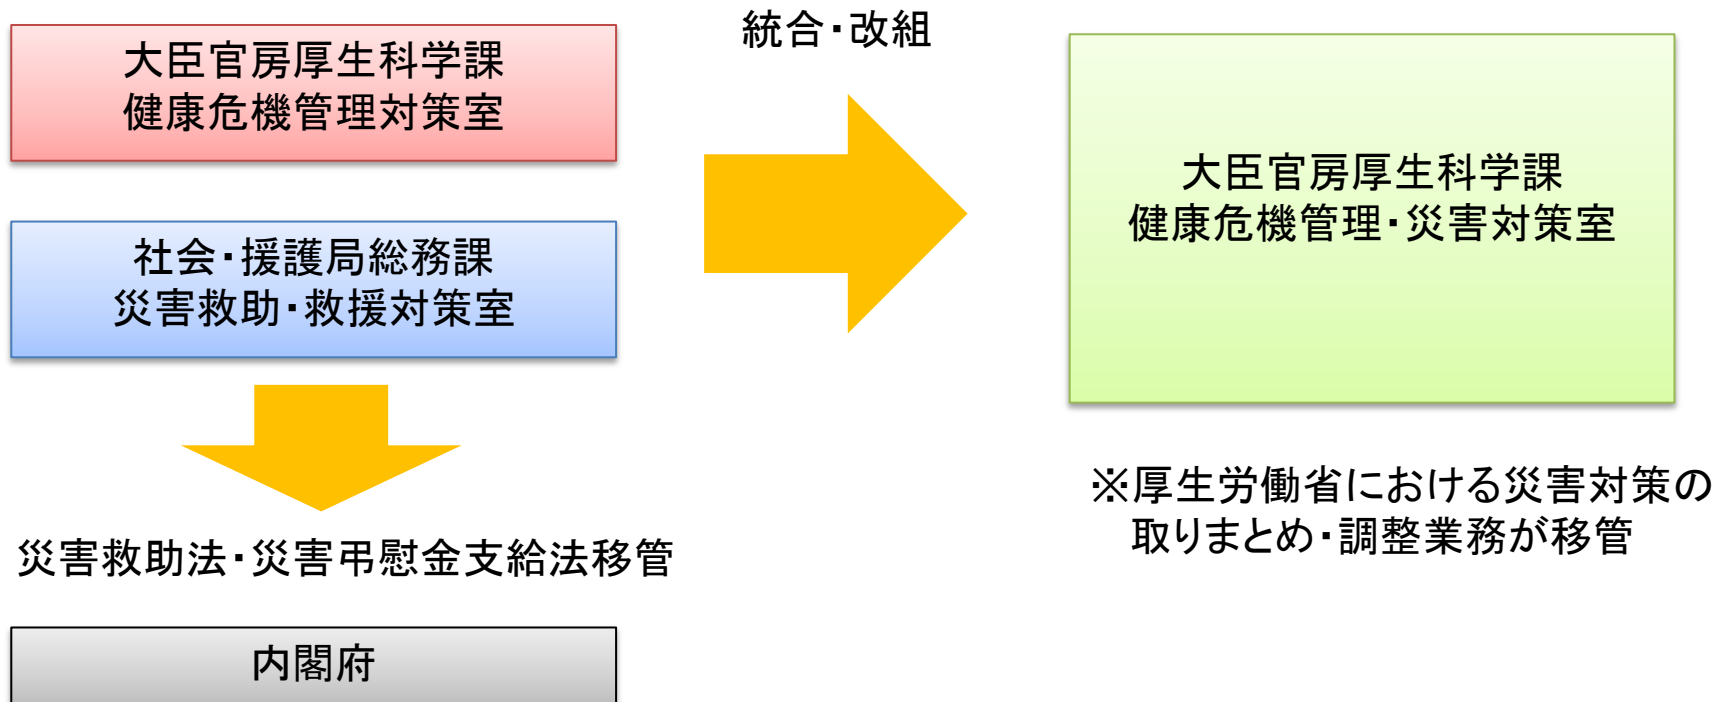 大臣官房厚生科学課
健康危機管理対策室
社会・援護局総務課
災害救助・救援対策室
災害救助法・災害弔慰金支給法移管
内閣府
統合・改組
大臣官房厚生科学課
健康危機管理・災害対策室
※厚生労働省における災害対策の
取りまとめ・調整業務が移管